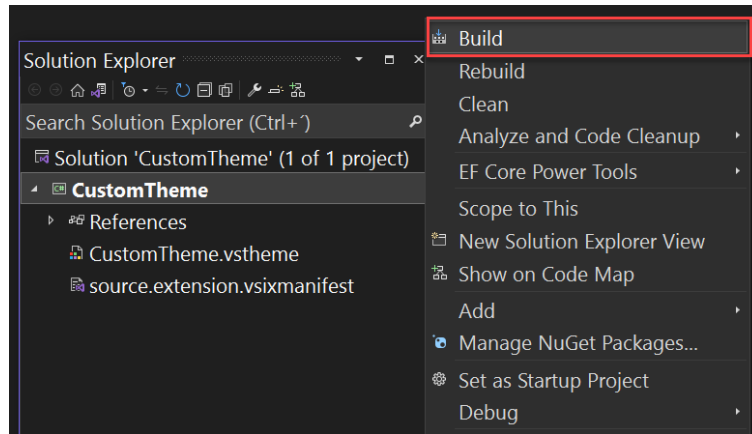 Solution Explorer
Search Solution Explorer (Ctrl+´)
Solution 'CustomTheme' (1 of 1 project)
CustomTheme
References
CustomTheme.vstheme
source.extension.vsixmanifest
Build
Rebuild
Clean
Analyze and Code Cleanup
EF Core Power Tools
Scope to This
New Solution Explorer View
Show on Code Map
Add
Manage NuGet Packages...
Set as Startup Project
Debug